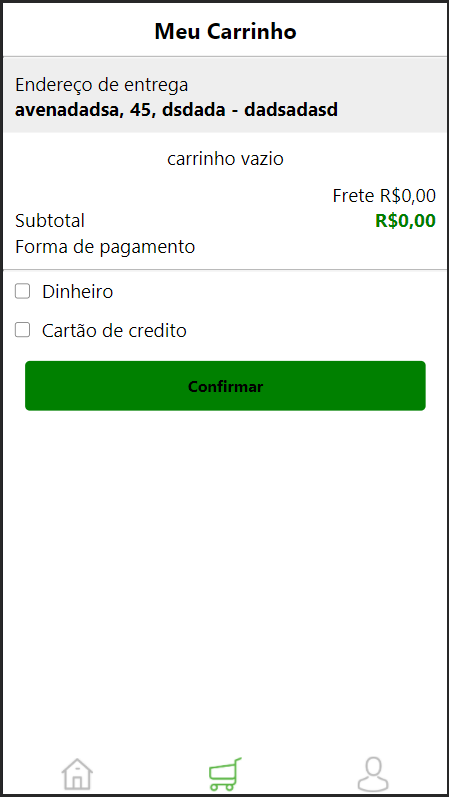 Meu Carrinho
Endereço de entrega
avenadadsa, 45, dsdada - dadsadasd
carrinho vazio
Frete R$0,00
Subtotal R$0,00
Forma de pagamento
Dinheiro
Cartão de credito
Confirmar